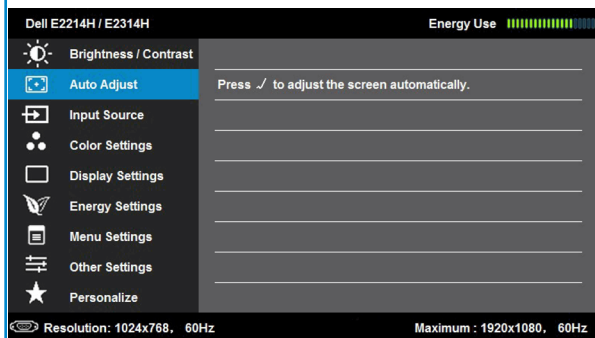 Dell E2214H / E2314H Energy Use
Brightness / Contrast
Auto Adjust Press ✓ to adjust the screen automatically.
Input Source
Color Settings
Display Settings
Energy Settings
Menu Settings
Other Settings
Personalize
Resolution: 1024x768, 60Hz Maximum : 1920x1080, 60Hz